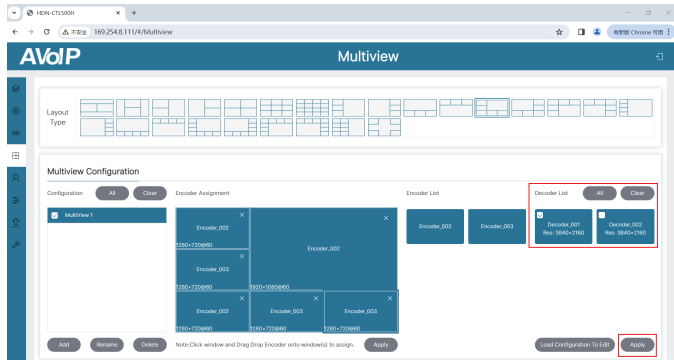 HDN-CTL500H
不安全 169.254.8.111/#/Multiview
有新版 Chrome 可用
AVoIP
Multiview
Layout
Type
Multiview Configuration
Configuration All Clear
Encoder Assignment
Encoder List
Decoder List All Clear
MultiView 1
Encoder_002
1280×720@60
Encoder_002
1920×1080@60
Encoder_003
1280×720@60
Encoder_002
1280×720@60
Encoder_003
1280×720@60
Encoder_003
1280×720@60
Encoder_002
Encoder_003
Decoder_001
Res: 3840×2160
Decoder_002
Res: 3840×2160
Add Rename Delete
Note:Click window and Drag Drop Encoder onto window(s) to assign. Apply
Load Configuration To Edit Apply